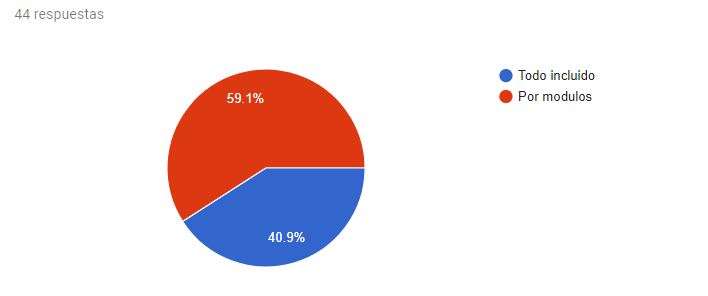 44 respuestas
Todo incluido
Por modulos
59.1%
40.9%